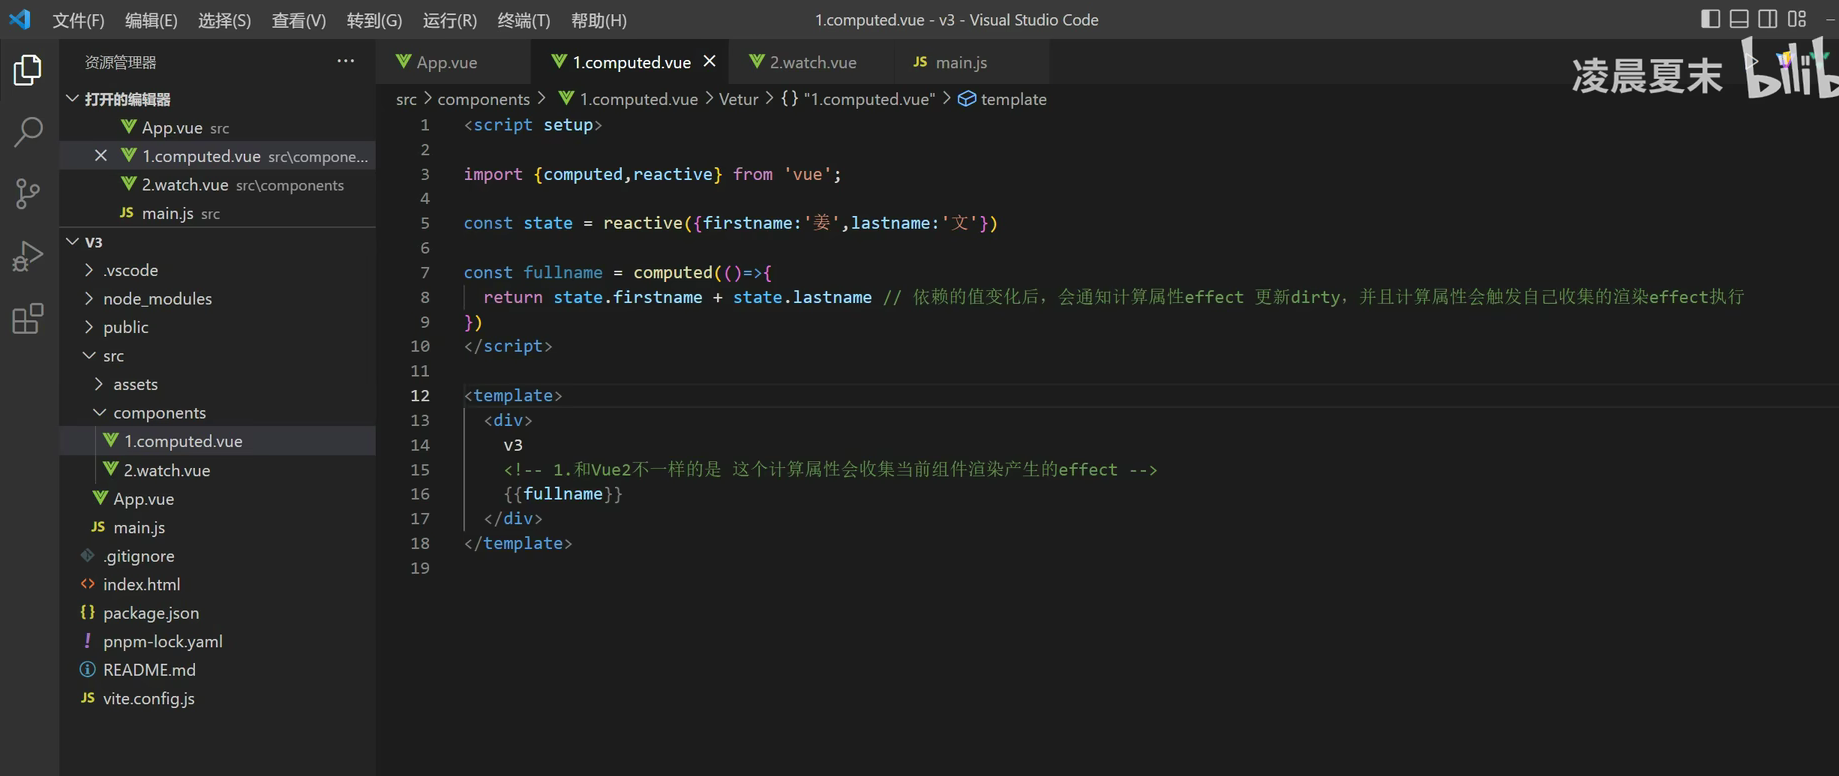 文件(F) 编辑(E) 选择(S) 查看(V) 转到(G) 运行(R) 终端(T) 帮助(H) 1.computed.vue - v3 - Visual Studio Code
资源管理器 ···
打开的编辑器
App.vue src
1.computed.vue src\compone...
2.watch.vue src\components
JS main.js src
V3
.vscode
node_modules
public
src
assets
components
1.computed.vue
2.watch.vue
App.vue
JS main.js
.gitignore
index.html
package.json
pnpm-lock.yaml
README.md
JS vite.config.js
App.vue 1.computed.vue 2.watch.vue JS main.js
凌晨夏末 bilib
src > components > 1.computed.vue > Vetur > {} "1.computed.vue" > template
1 <script setup>
2
3 import {computed,reactive} from 'vue';
4
5 const state = reactive({firstname:'姜',lastname:'文'})
6
7 const fullname = computed(()=>{
8 return state.firstname + state.lastname // 依赖的值变化后，会通知计算属性effect 更新dirty，并且计算属性会触发自己收集的渲染effect执行
9 })
10 </script>
11
12 <template>
13 <div>
14 v3
15 <!-- 1.和Vue2不一样的是 这个计算属性会收集当前组件渲染产生的effect -->
16 {{fullname}}
17 </div>
18 </template>
19